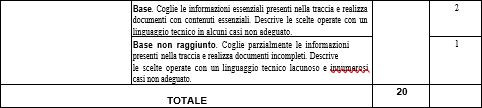 Base. Coglie le informazioni essenziali presenti nella traccia e realizza
documenti con contenuti essenziali. Descrive le scelte operate con un
linguaggio tecnico in alcuni casi non adeguato.
2
Base non raggiunto. Coglie parzialmente le informazioni
presenti nella traccia e realizza documenti incompleti. Descrive
le scelte operate con un linguaggio tecnico lacunoso e innumerosi
casi non adeguato.
1
TOTALE
20